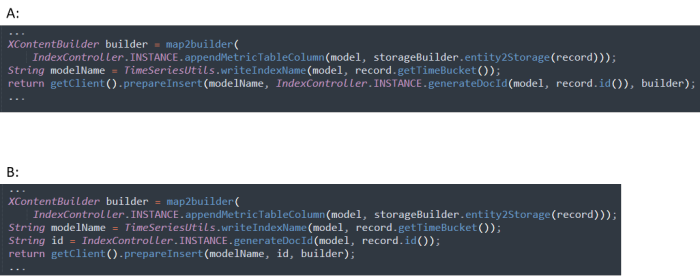 A:
...
XContentBuilder builder = map2builder(
IndexController.INSTANCE.appendMetricTableColumn(model, storageBuilder.entity2Storage(record)));
String modelName = TimeSeriesUtils.writeIndexName(model, record.getTimeBucket());
return getClient().prepareInsert(modelName, IndexController.INSTANCE.generateDocId(model, record.id()), builder);
...
B:
...
XContentBuilder builder = map2builder(
IndexController.INSTANCE.appendMetricTableColumn(model, storageBuilder.entity2Storage(record)));
String modelName = TimeSeriesUtils.writeIndexName(model, record.getTimeBucket());
String id = IndexController.INSTANCE.generateDocId(model, record.id());
return getClient().prepareInsert(modelName, id, builder);
...